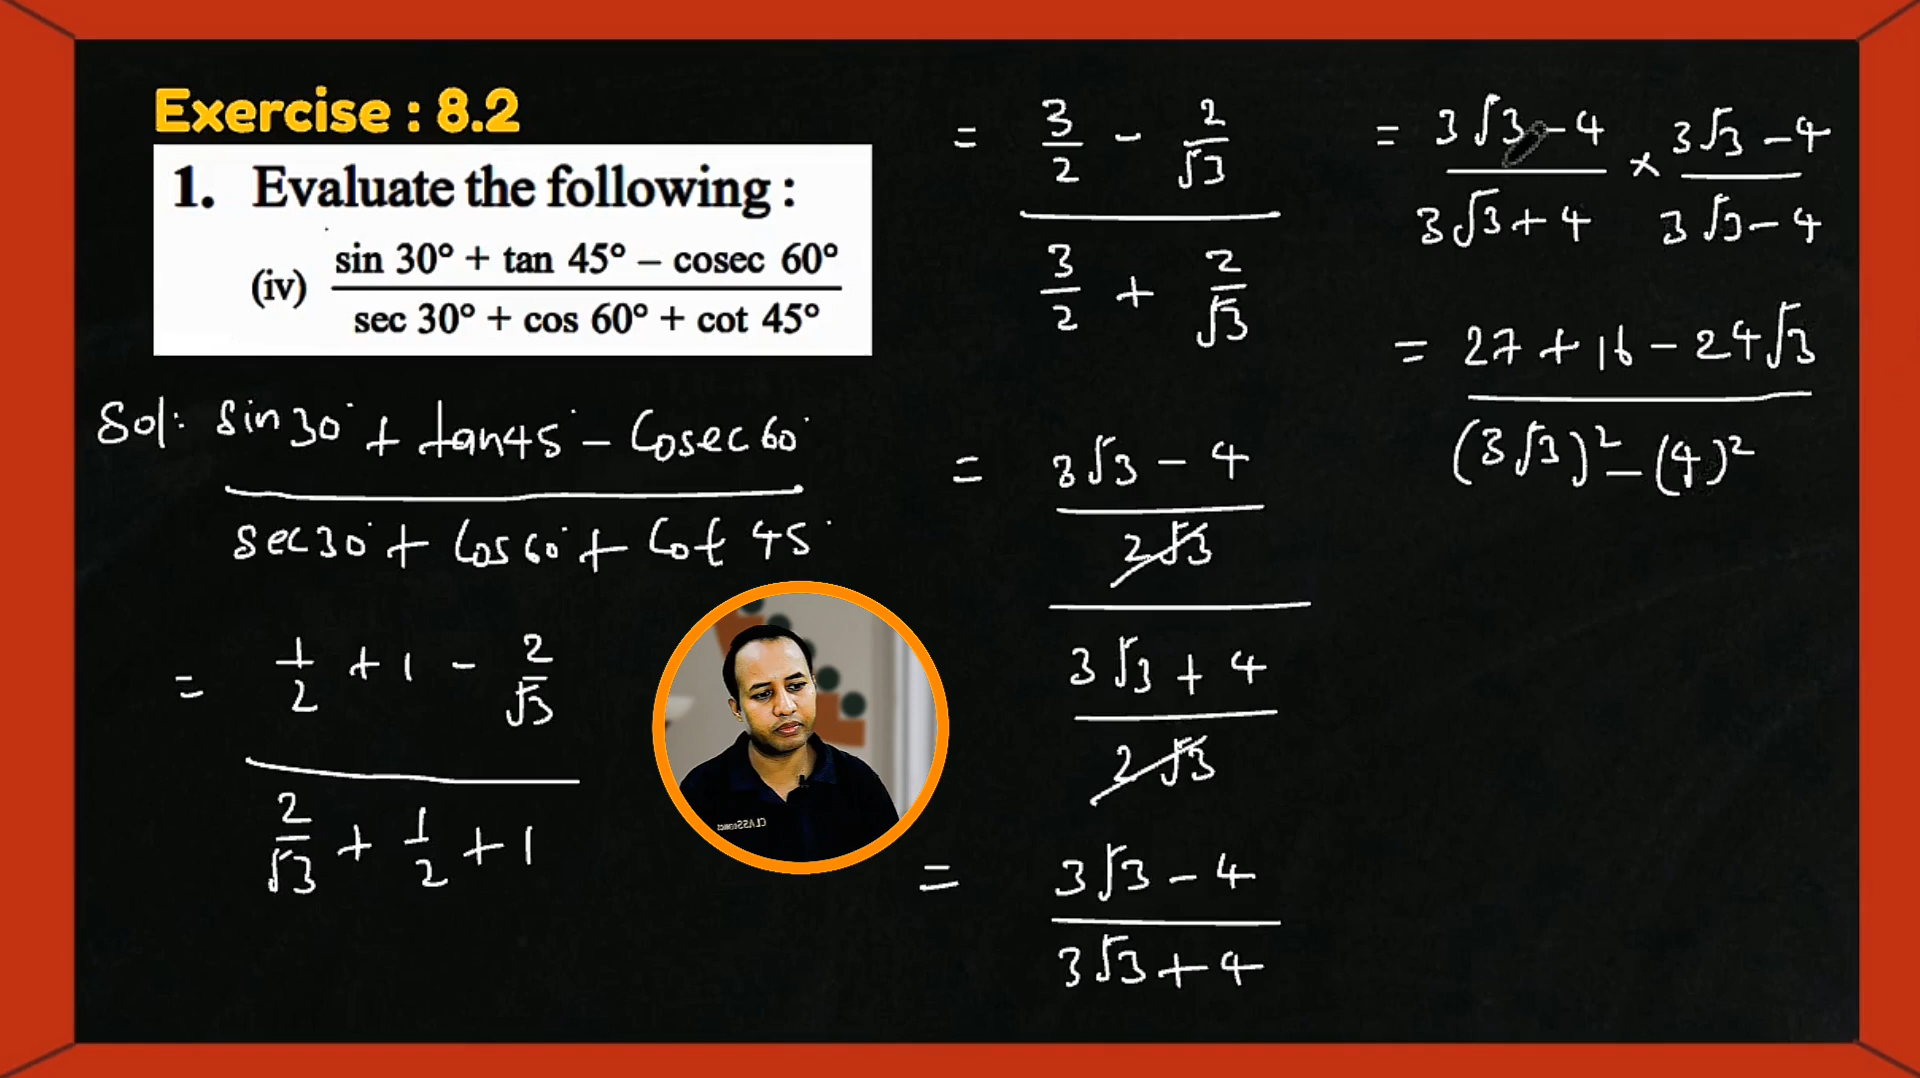 Exercise : 8.2
1. Evaluate the following :
(iv) sin 30° + tan 45° – cosec 60°
sec 30° + cos 60° + cot 45°
Sol: Sin 30° + tan 45° - Cosec 60°
sec 30° + Cos 60° + Cot 45°
= 1/2 + 1 - 2/√3
2/√3 + 1/2 + 1
= 3/2 - 2/√3
3/2 + 2/√3
= 3√3 - 4
2√3
3√3 + 4
2√3
= 3√3 - 4
3√3 + 4
= 3√3 - 4 × 3√3 - 4
3√3 + 4 3√3 - 4
= 27 + 16 - 24√3
(3√3)² - (4)²